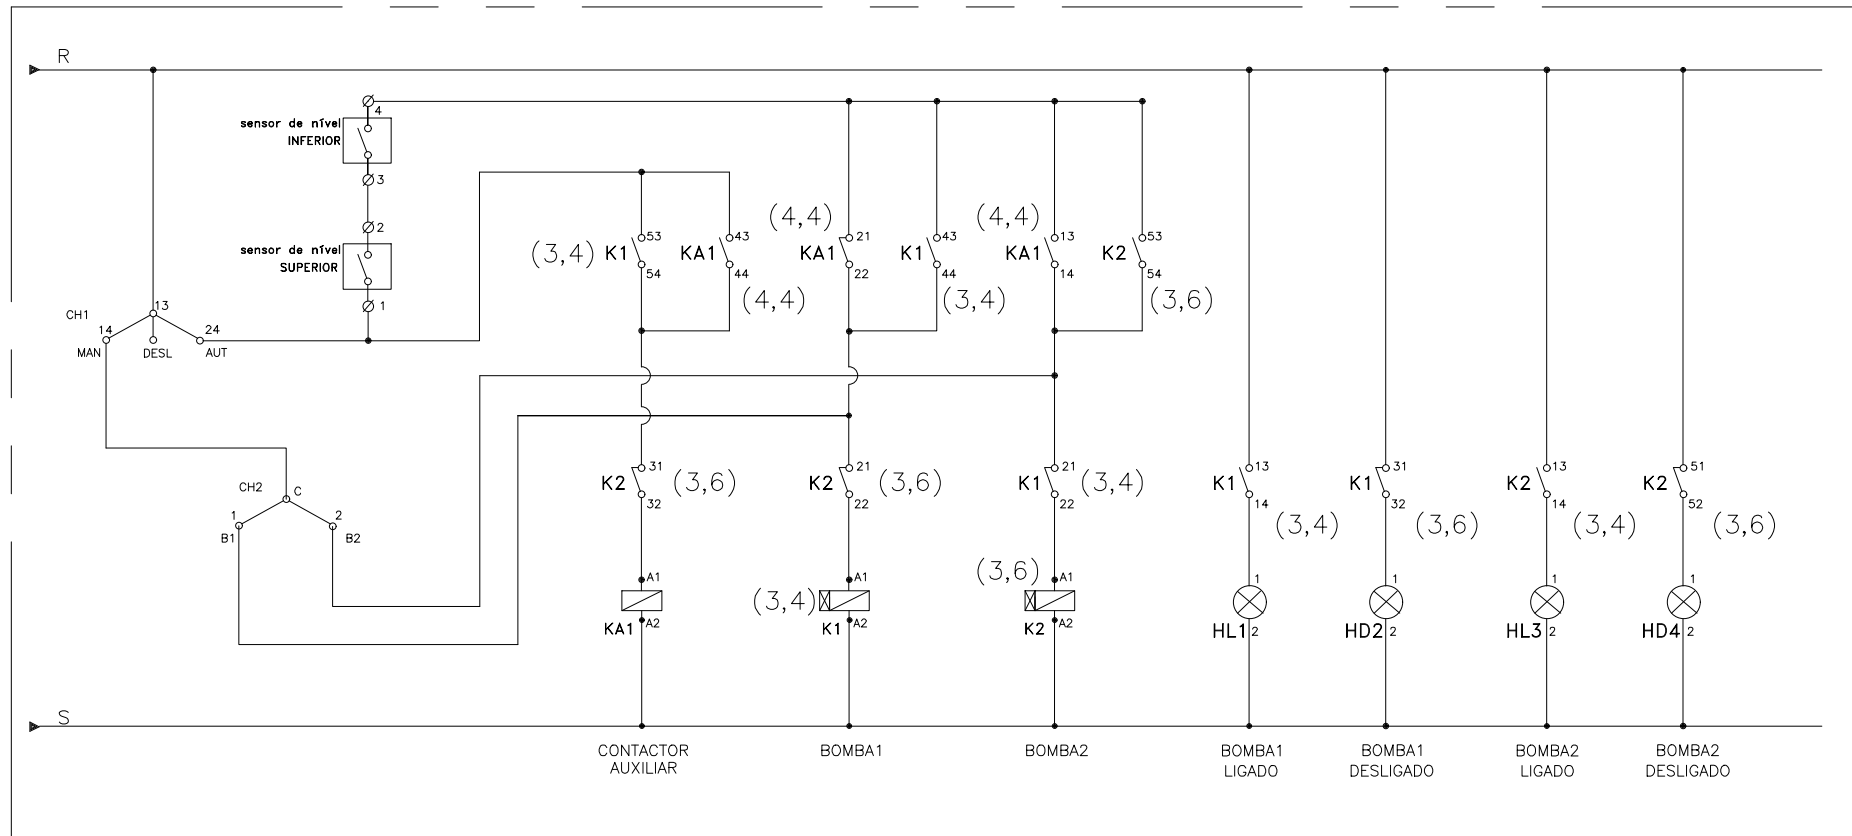 R
4
sensor de nível
INFERIOR
3
2
sensor de nível
SUPERIOR
1
13
CH1
14
24
MAN
DESL
AUT
53
(3,4) K1
54
43
KA1
44
(4,4)
(4,4)
21
KA1
22
43
K1
44
(3,4)
(4,4)
13
KA1
14
53
K2
54
(3,6)
CH2
C
1
2
B1
B2
31
K2 (3,6)
32
21
K2 (3,6)
22
21
K1 (3,4)
22
13
K1
14
(3,4)
31
K1
32
(3,6)
13
K2
14
(3,4)
51
K2
52
(3,6)
A1
KA1 A2
A1
(3,4)
K1 A2
(3,6)
A1
K2 A2
1
HL1 2
1
HD2 2
1
HL3 2
1
HD4 2
S
CONTACTOR
AUXILIAR
BOMBA1
BOMBA2
BOMBA1
LIGADO
BOMBA1
DESLIGADO
BOMBA2
LIGADO
BOMBA2
DESLIGADO